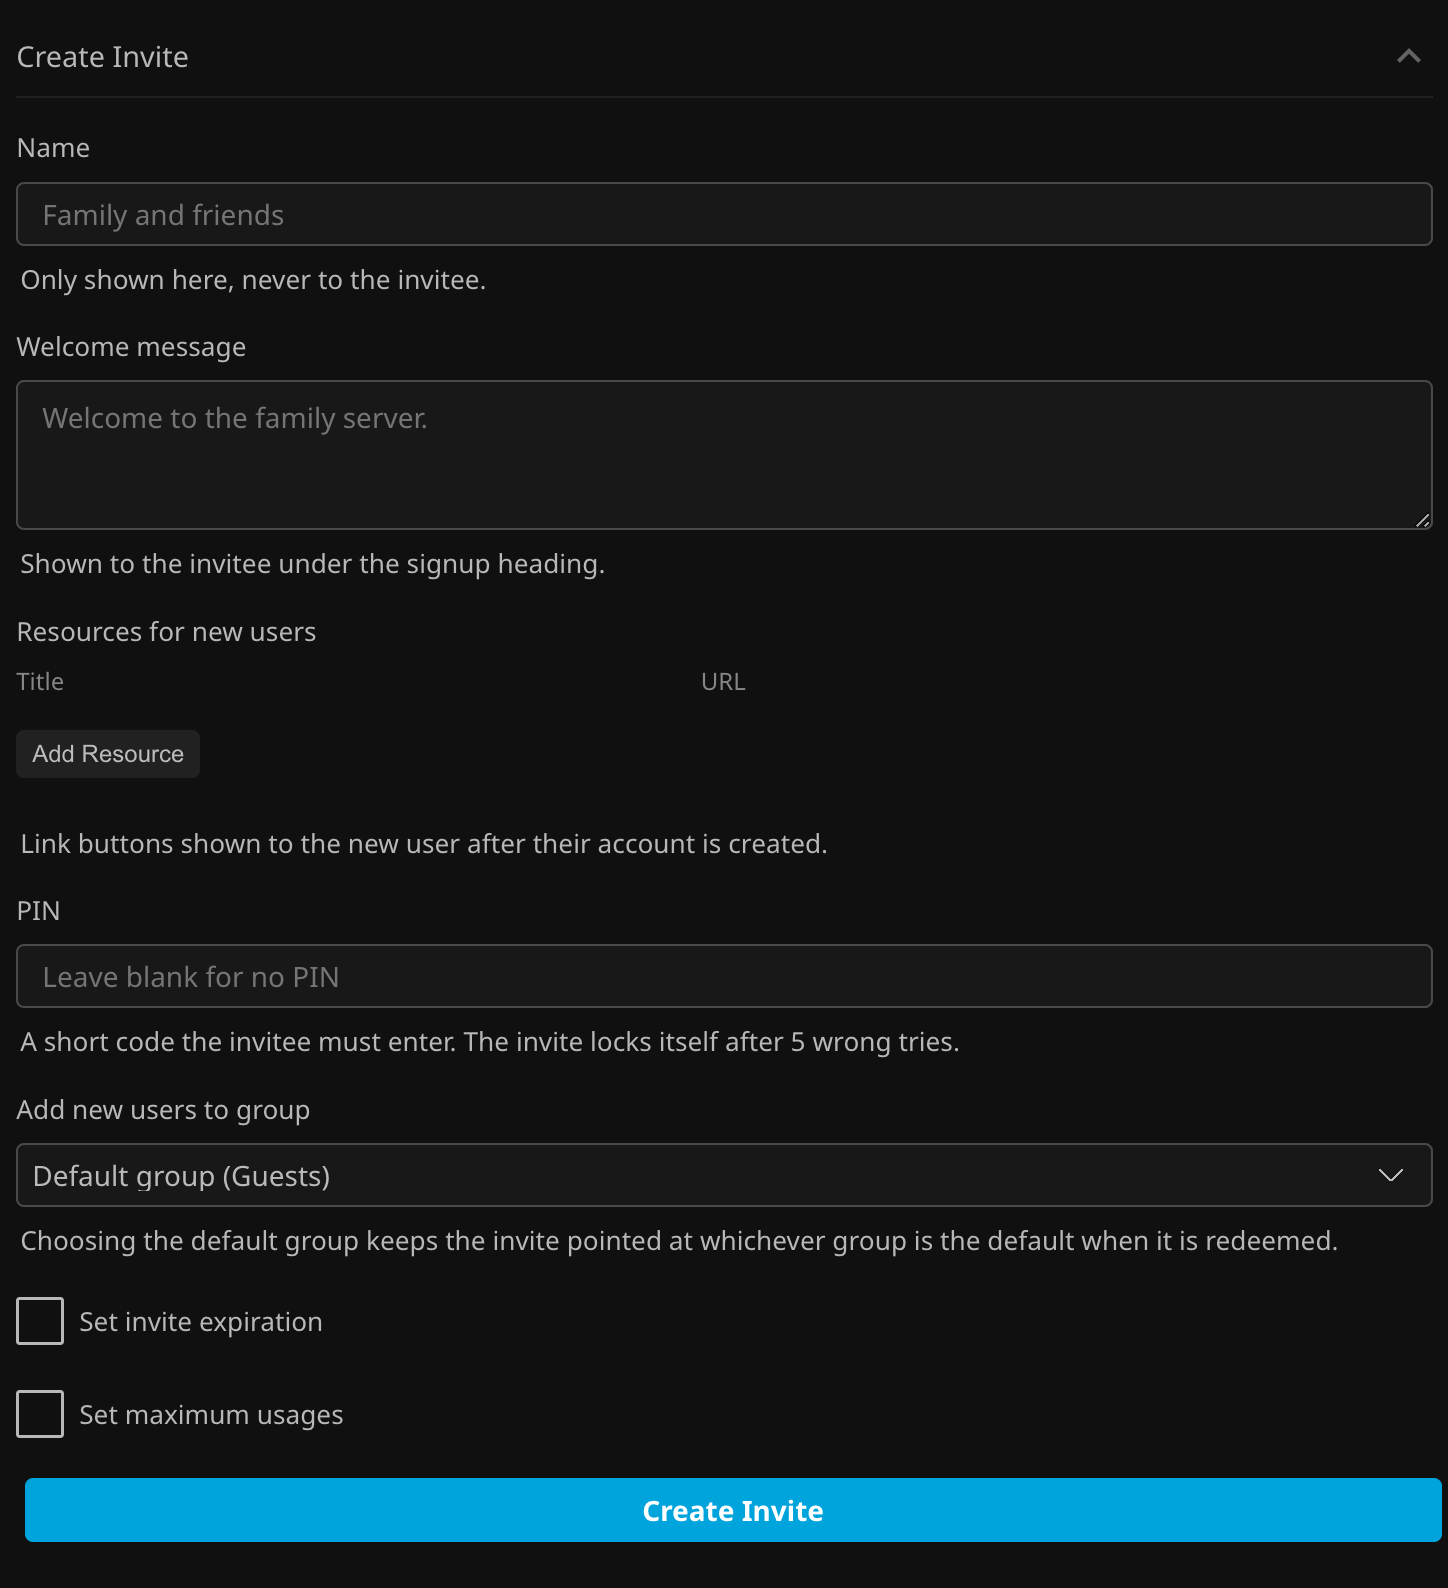 Create Invite
Name
Family and friends
Only shown here, never to the invitee.
Welcome message
Welcome to the family server.
Shown to the invitee under the signup heading.
Resources for new users
Title URL
Add Resource
Link buttons shown to the new user after their account is created.
PIN
Leave blank for no PIN
A short code the invitee must enter. The invite locks itself after 5 wrong tries.
Add new users to group
Default group (Guests)
Choosing the default group keeps the invite pointed at whichever group is the default when it is redeemed.
Set invite expiration
Set maximum usages
Create Invite